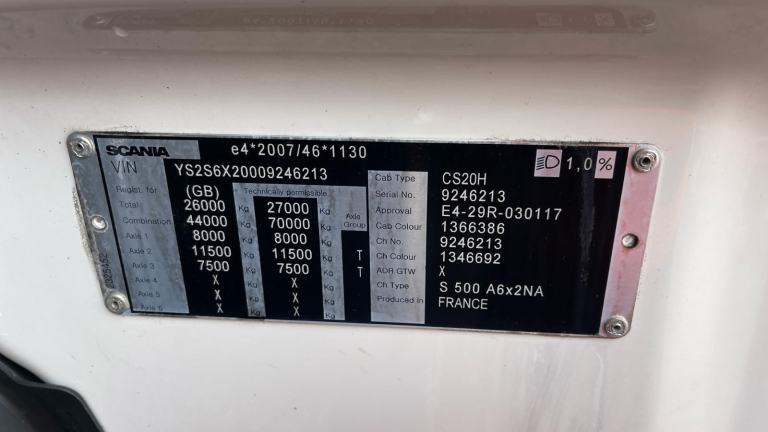 SCANIA e4*2007/46*1130 1,0 %
VIN YS2S6X20009246213
Regist. for (GB) Technically permissible
Total 26000 Kg 27000 Kg Axle Group
Combination 44000 Kg 70000 Kg
Axle 1 8000 Kg 8000 Kg
Axle 2 11500 Kg 11500 Kg T
Axle 3 7500 Kg 7500 Kg T
Axle 4 X Kg X Kg
Axle 5 X Kg X Kg
Axle 6 X Kg X Kg
Cab Type CS20H
Serial No. 9246213
Approval E4-29R-030117
Cab Colour 1366386
Ch No. 9246213
Ch Colour 1346692
ADR GTW X
Ch Type S 500 A6x2NA
Produced in FRANCE
2325452